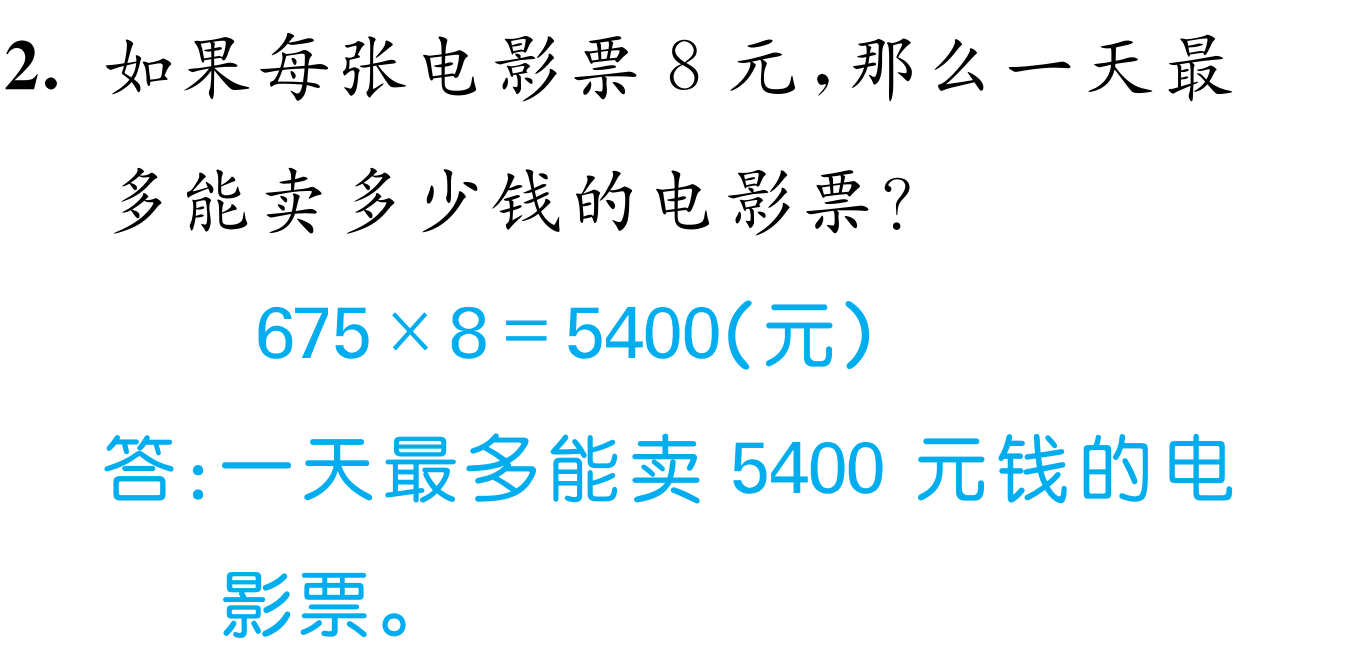 2. 如果每张电影票 8 元,那么一天最
多能卖多少钱的电影票?
675×8=5400(元)
答:一天最多能卖 5400 元钱的电
影票。